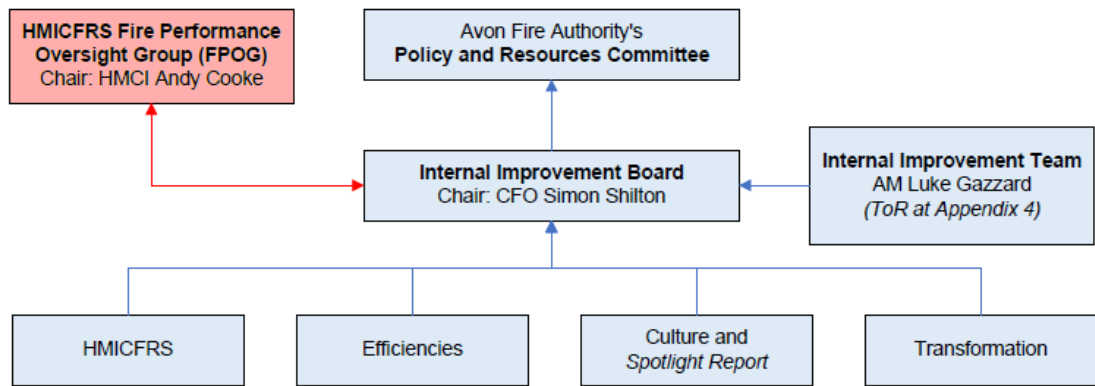 HMICFRS Fire Performance
Oversight Group (FPOG)
Chair: HMCI Andy Cooke
Avon Fire Authority's
Policy and Resources Committee
Internal Improvement Board
Chair: CFO Simon Shilton
Internal Improvement Team
AM Luke Gazzard
(ToR at Appendix 4)
HMICFRS
Efficiencies
Culture and
Spotlight Report
Transformation